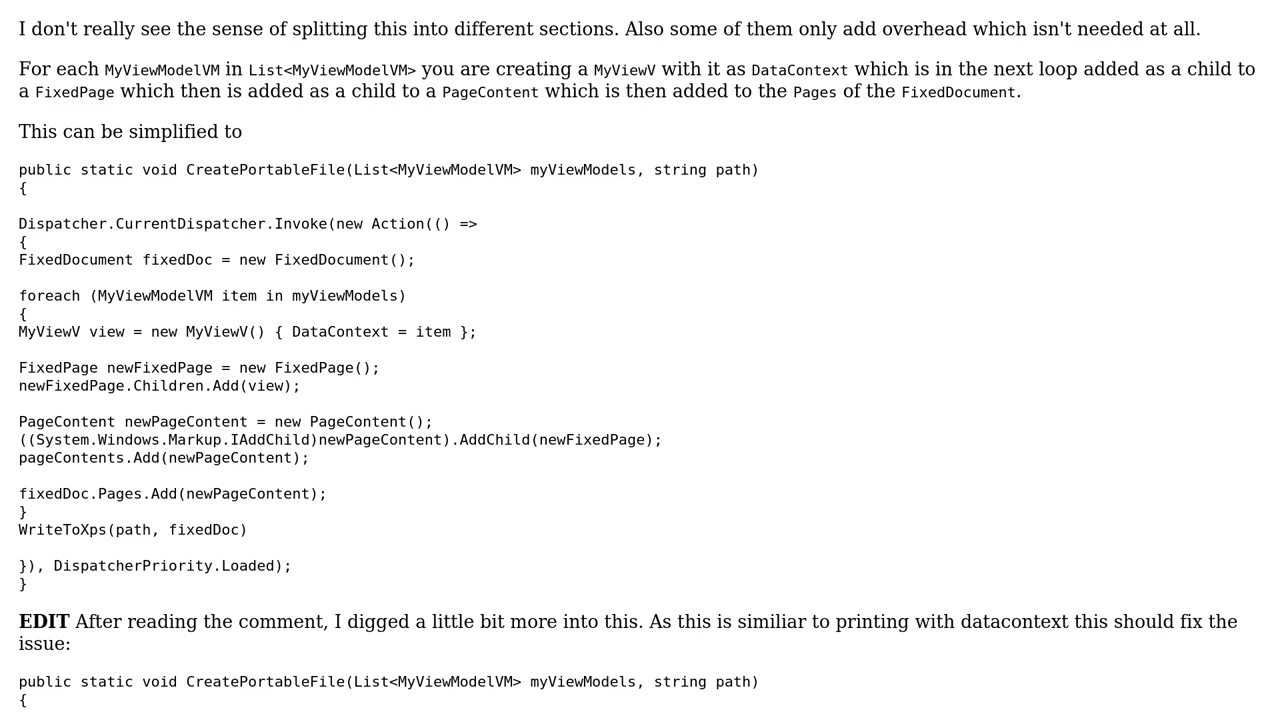 I don't really see the sense of splitting this into different sections. Also some of them only add overhead which isn't needed at all.
For each MyViewModelVM in List<MyViewModelVM> you are creating a MyViewV with it as DataContext which is in the next loop added as a child to
a FixedPage which then is added as a child to a PageContent which is then added to the Pages of the FixedDocument.
This can be simplified to
public static void CreatePortableFile(List<MyViewModelVM> myViewModels, string path)
{
Dispatcher.CurrentDispatcher.Invoke(new Action(() =>
{
FixedDocument fixedDoc = new FixedDocument();
foreach (MyViewModelVM item in myViewModels)
{
MyViewV view = new MyViewV() { DataContext = item };
FixedPage newFixedPage = new FixedPage();
newFixedPage.Children.Add(view);
PageContent newPageContent = new PageContent();
((System.Windows.Markup.IAddChild)newPageContent).AddChild(newFixedPage);
pageContents.Add(newPageContent);
fixedDoc.Pages.Add(newPageContent);
}
WriteToXps(path, fixedDoc)
}), DispatcherPriority.Loaded);
}
EDIT After reading the comment, I digged a little bit more into this. As this is similiar to printing with datacontext this should fix the
issue:
public static void CreatePortableFile(List<MyViewModelVM> myViewModels, string path)
{